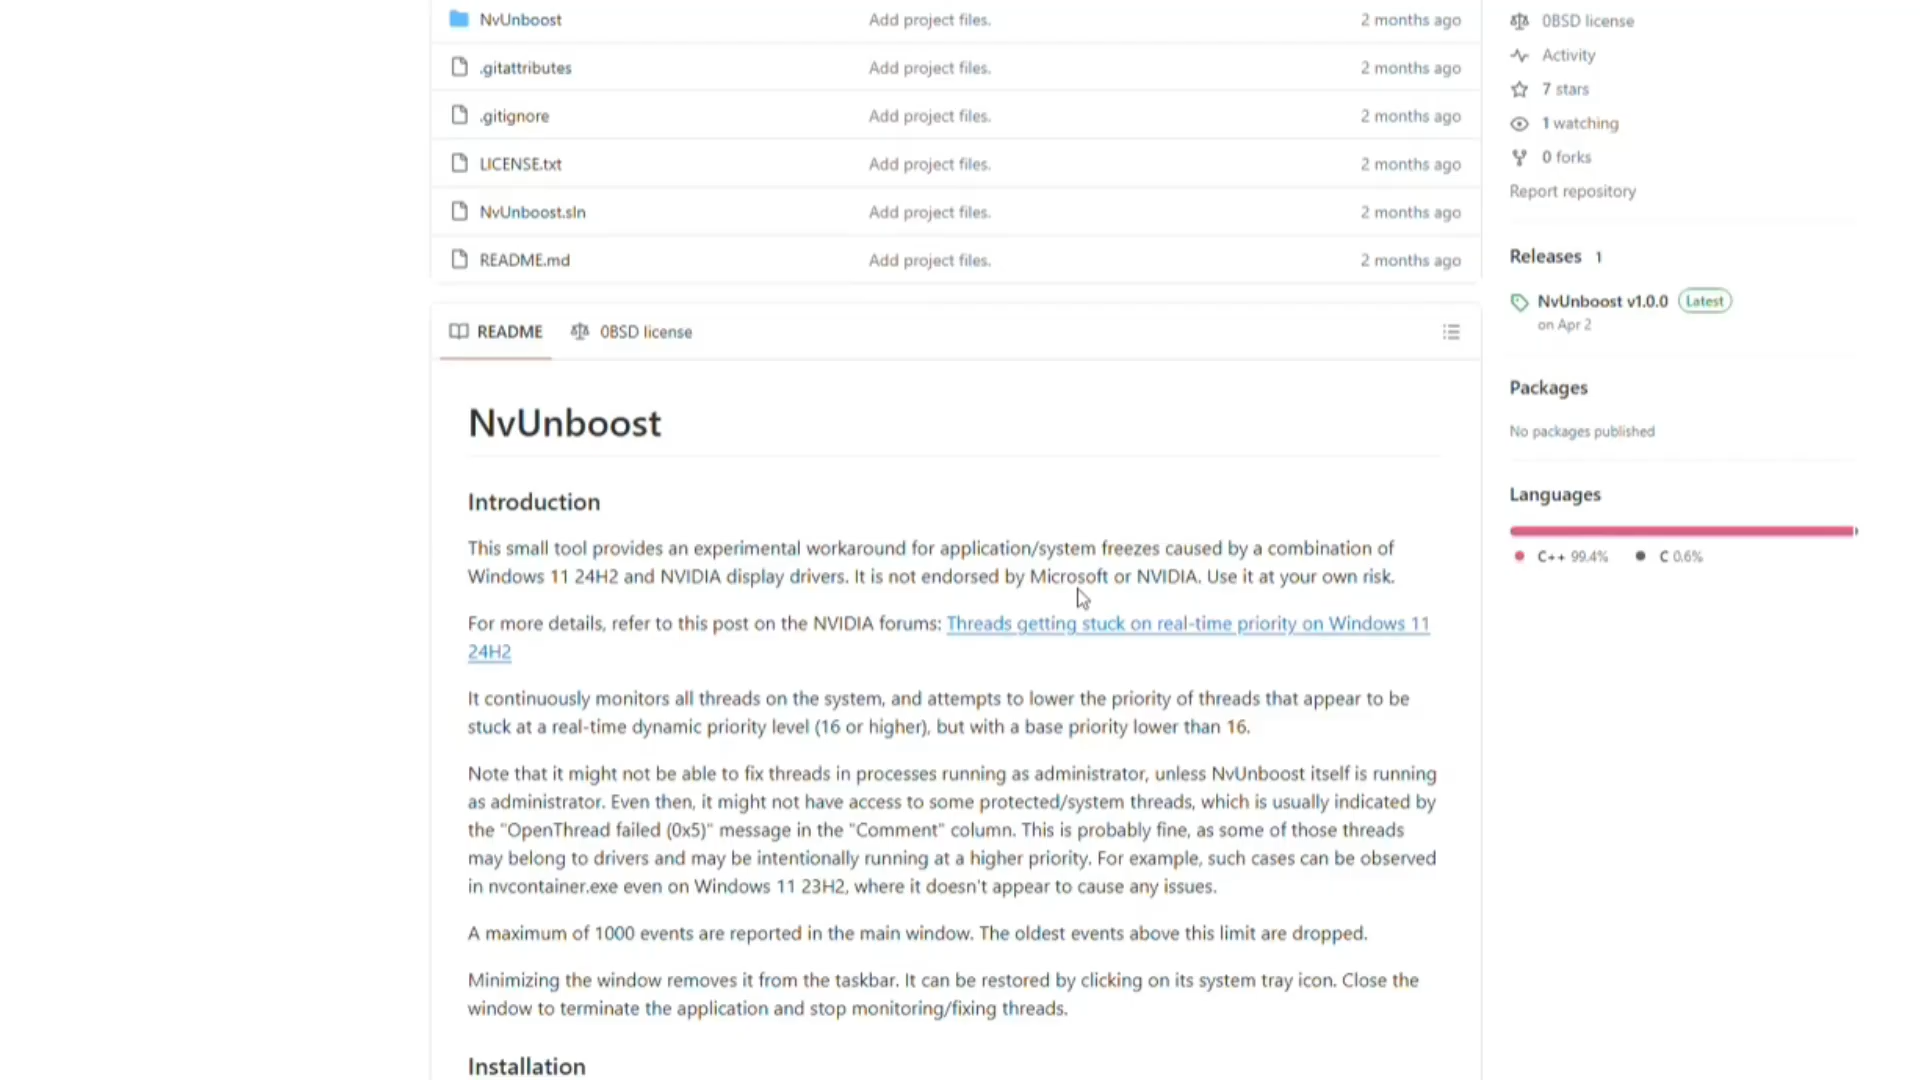 NvUnboost Add project files. 2 months ago
.gitattributes Add project files. 2 months ago
.gitignore Add project files. 2 months ago
LICENSE.txt Add project files. 2 months ago
NvUnboost.sln Add project files. 2 months ago
README.md Add project files. 2 months ago
README 0BSD license
NvUnboost
Introduction
This small tool provides an experimental workaround for application/system freezes caused by a combination of
Windows 11 24H2 and NVIDIA display drivers. It is not endorsed by Microsoft or NVIDIA. Use it at your own risk.
For more details, refer to this post on the NVIDIA forums: Threads getting stuck on real-time priority on Windows 11
24H2
It continuously monitors all threads on the system, and attempts to lower the priority of threads that appear to be
stuck at a real-time dynamic priority level (16 or higher), but with a base priority lower than 16.
Note that it might not be able to fix threads in processes running as administrator, unless NvUnboost itself is running
as administrator. Even then, it might not have access to some protected/system threads, which is usually indicated by
the "OpenThread failed (0x5)" message in the "Comment" column. This is probably fine, as some of those threads
may belong to drivers and may be intentionally running at a higher priority. For example, such cases can be observed
in nvcontainer.exe even on Windows 11 23H2, where it doesn't appear to cause any issues.
A maximum of 1000 events are reported in the main window. The oldest events above this limit are dropped.
Minimizing the window removes it from the taskbar. It can be restored by clicking on its system tray icon. Close the
window to terminate the application and stop monitoring/fixing threads.
Installation
0BSD license
Activity
7 stars
1 watching
0 forks
Report repository
Releases 1
NvUnboost v1.0.0 Latest
on Apr 2
Packages
No packages published
Languages
C++ 99.4% C 0.6%